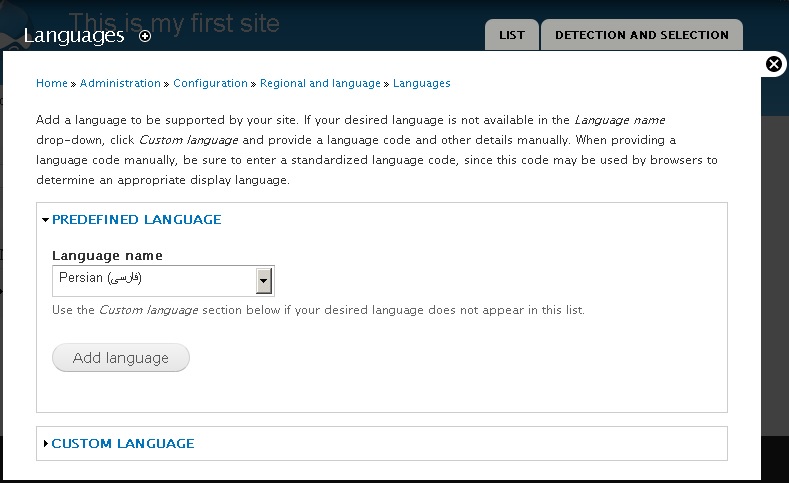 This is my first site
Languages
LIST
DETECTION AND SELECTION
Home » Administration » Configuration » Regional and language » Languages
Add a language to be supported by your site. If your desired language is not available in the Language name
drop-down, click Custom language and provide a language code and other details manually. When providing a
language code manually, be sure to enter a standardized language code, since this code may be used by browsers to
determine an appropriate display language.
PREDEFINED LANGUAGE
Language name
Persian (فارسی)
Use the Custom language section below if your desired language does not appear in this list.
Add language
CUSTOM LANGUAGE